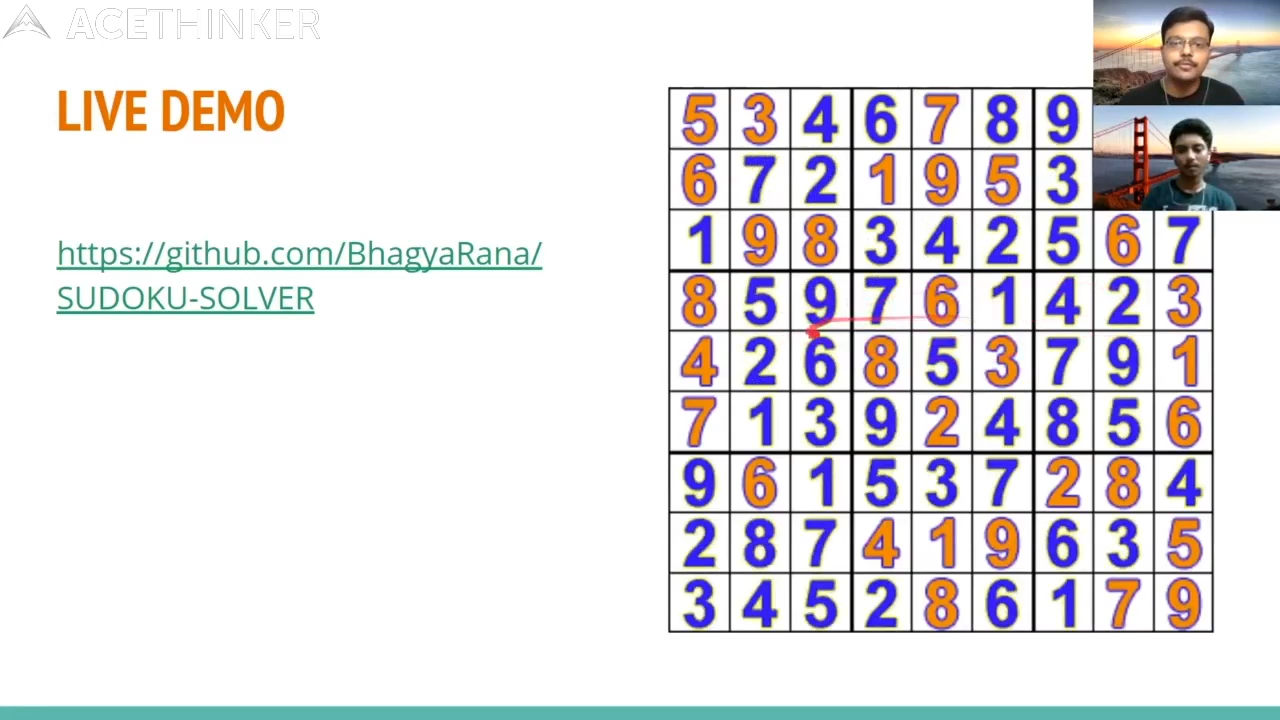 ACETHINKER
LIVE DEMO
https://github.com/BhagyaRana/
SUDOKU-SOLVER
5 3 4 6 7 8 9
6 7 2 1 9 5 3
1 9 8 3 4 2 5 6 7
8 5 9 7 6 1 4 2 3
4 2 6 8 5 3 7 9 1
7 1 3 9 2 4 8 5 6
9 6 1 5 3 7 2 8 4
2 8 7 4 1 9 6 3 5
3 4 5 2 8 6 1 7 9